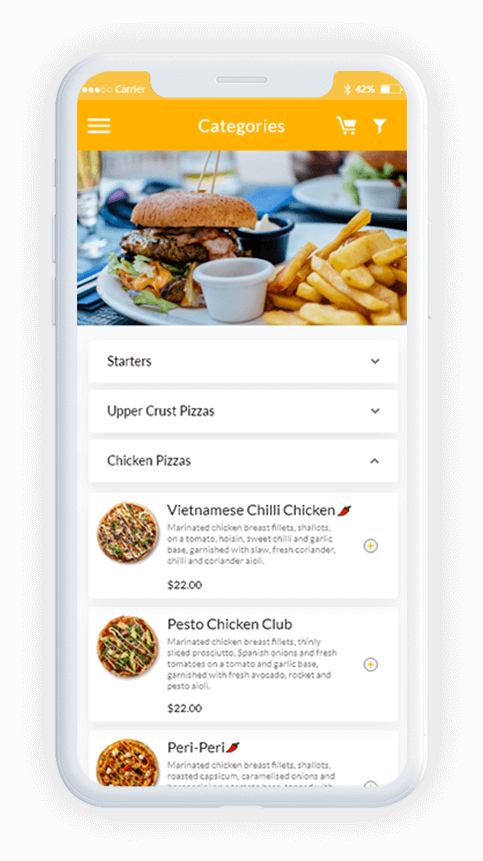 Carrier 42%
Categories
Starters
Upper Crust Pizzas
Chicken Pizzas
Vietnamese Chilli Chicken
Marinated chicken breast fillets, shallots,
on a tomato, hoisin, sweet chilli and garlic
base, garnished with slaw, fresh coriander,
chilli and coriander aioli.
$22.00
Pesto Chicken Club
Marinated chicken breast fillets, thinly
sliced prosciutto, Spanish onions and fresh
tomatoes on a tomato and garlic base,
garnished with fresh avocado, rocket and
pesto aioli.
$22.00
Peri-Peri
Marinated chicken breast fillets, shallots,
roasted capsicum, caramelised onions and